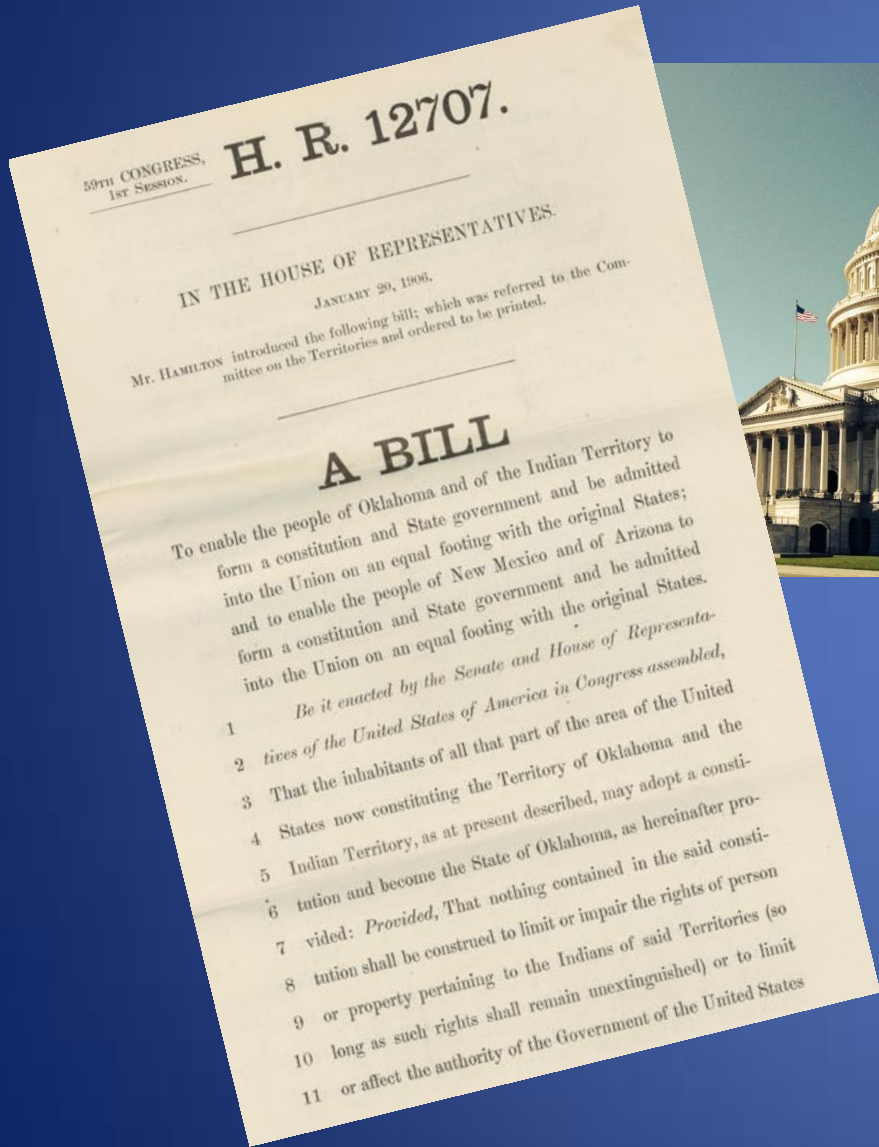 59TH CONGRESS,
1ST SESSION.
H. R. 12707.
IN THE HOUSE OF REPRESENTATIVES.
JANUARY 20, 1906.
Mr. HAMILTON introduced the following bill; which was referred to the Com-
mittee on the Territories and ordered to be printed.
A BILL
To enable the people of Oklahoma and of the Indian Territory to
form a constitution and State government and be admitted
into the Union on an equal footing with the original States;
and to enable the people of New Mexico and of Arizona to
form a constitution and State government and be admitted
into the Union on an equal footing with the original States.
1 Be it enacted by the Senate and House of Representa-
2 tives of the United States of America in Congress assembled,
3 That the inhabitants of all that part of the area of the United
4 States now constituting the Territory of Oklahoma and the
5 Indian Territory, as at present described, may adopt a consti-
6 tution and become the State of Oklahoma, as hereinafter pro-
7 vided: Provided, That nothing contained in the said consti-
8 tution shall be construed to limit or impair the rights of person
9 or property pertaining to the Indians of said Territories (so
10 long as such rights shall remain unextinguished) or to limit
11 or affect the authority of the Government of the United States